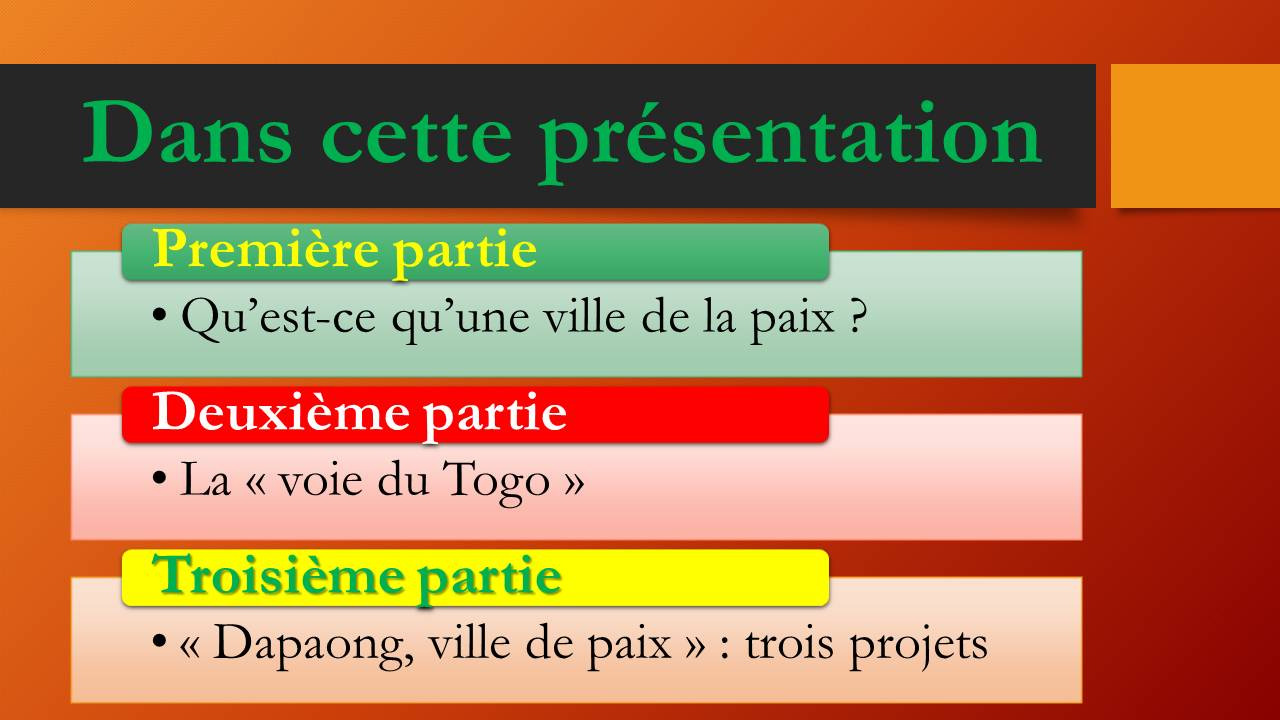 Dans cette présentation
Première partie
• Qu’est-ce qu’une ville de la paix ?
Deuxième partie
• La « voie du Togo »
Troisième partie
• « Dapaong, ville de paix » : trois projets